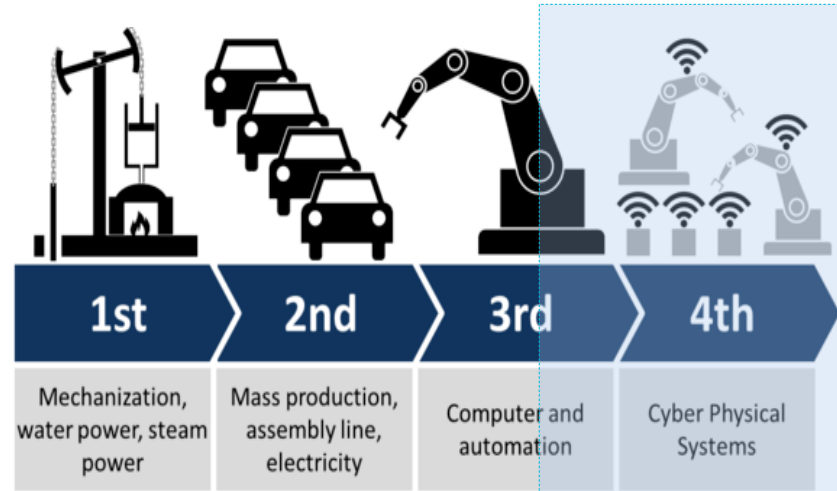 1st
2nd
3rd
4th
Mechanization,
water power, steam
power
Mass production,
assembly line,
electricity
Computer and
automation
Cyber Physical
Systems